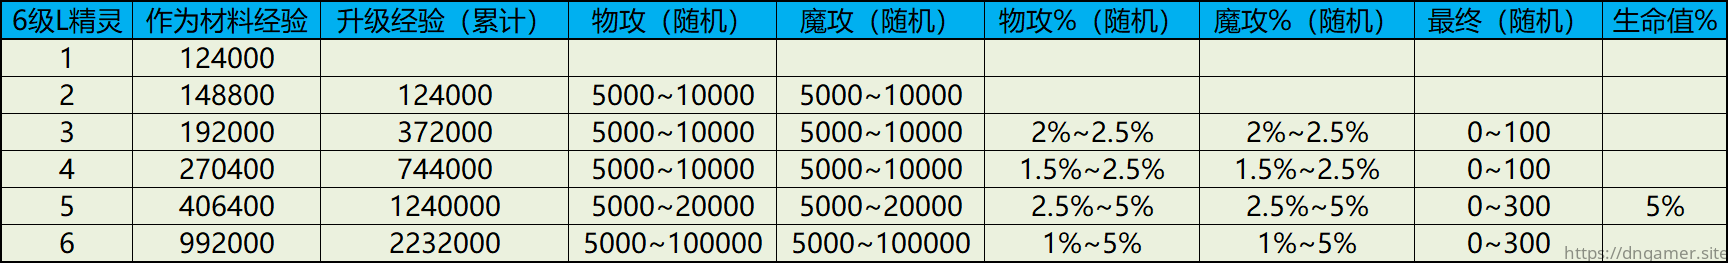 6级L精灵 作为材料经验 升级经验（累计） 物攻（随机） 魔攻（随机） 物攻%（随机） 魔攻%（随机） 最终（随机） 生命值%
1 124000
2 148800 124000 5000~10000 5000~10000
3 192000 372000 5000~10000 5000~10000 2%~2.5% 2%~2.5% 0~100
4 270400 744000 5000~10000 5000~10000 1.5%~2.5% 1.5%~2.5% 0~100
5 406400 1240000 5000~20000 5000~20000 2.5%~5% 2.5%~5% 0~300 5%
6 992000 2232000 5000~100000 5000~100000 1%~5% 1%~5% 0~300
https://dngamer.site